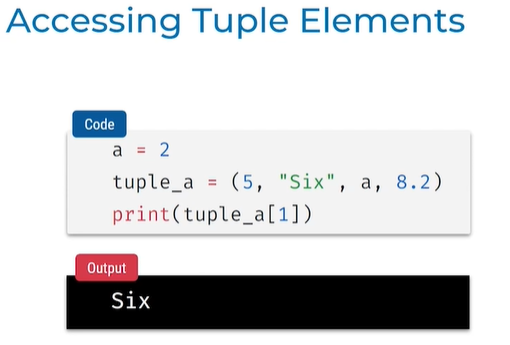 Accessing Tuple Elements
Code
a = 2
tuple_a = (5, "Six", a, 8.2)
print(tuple_a[1])
Output
Six